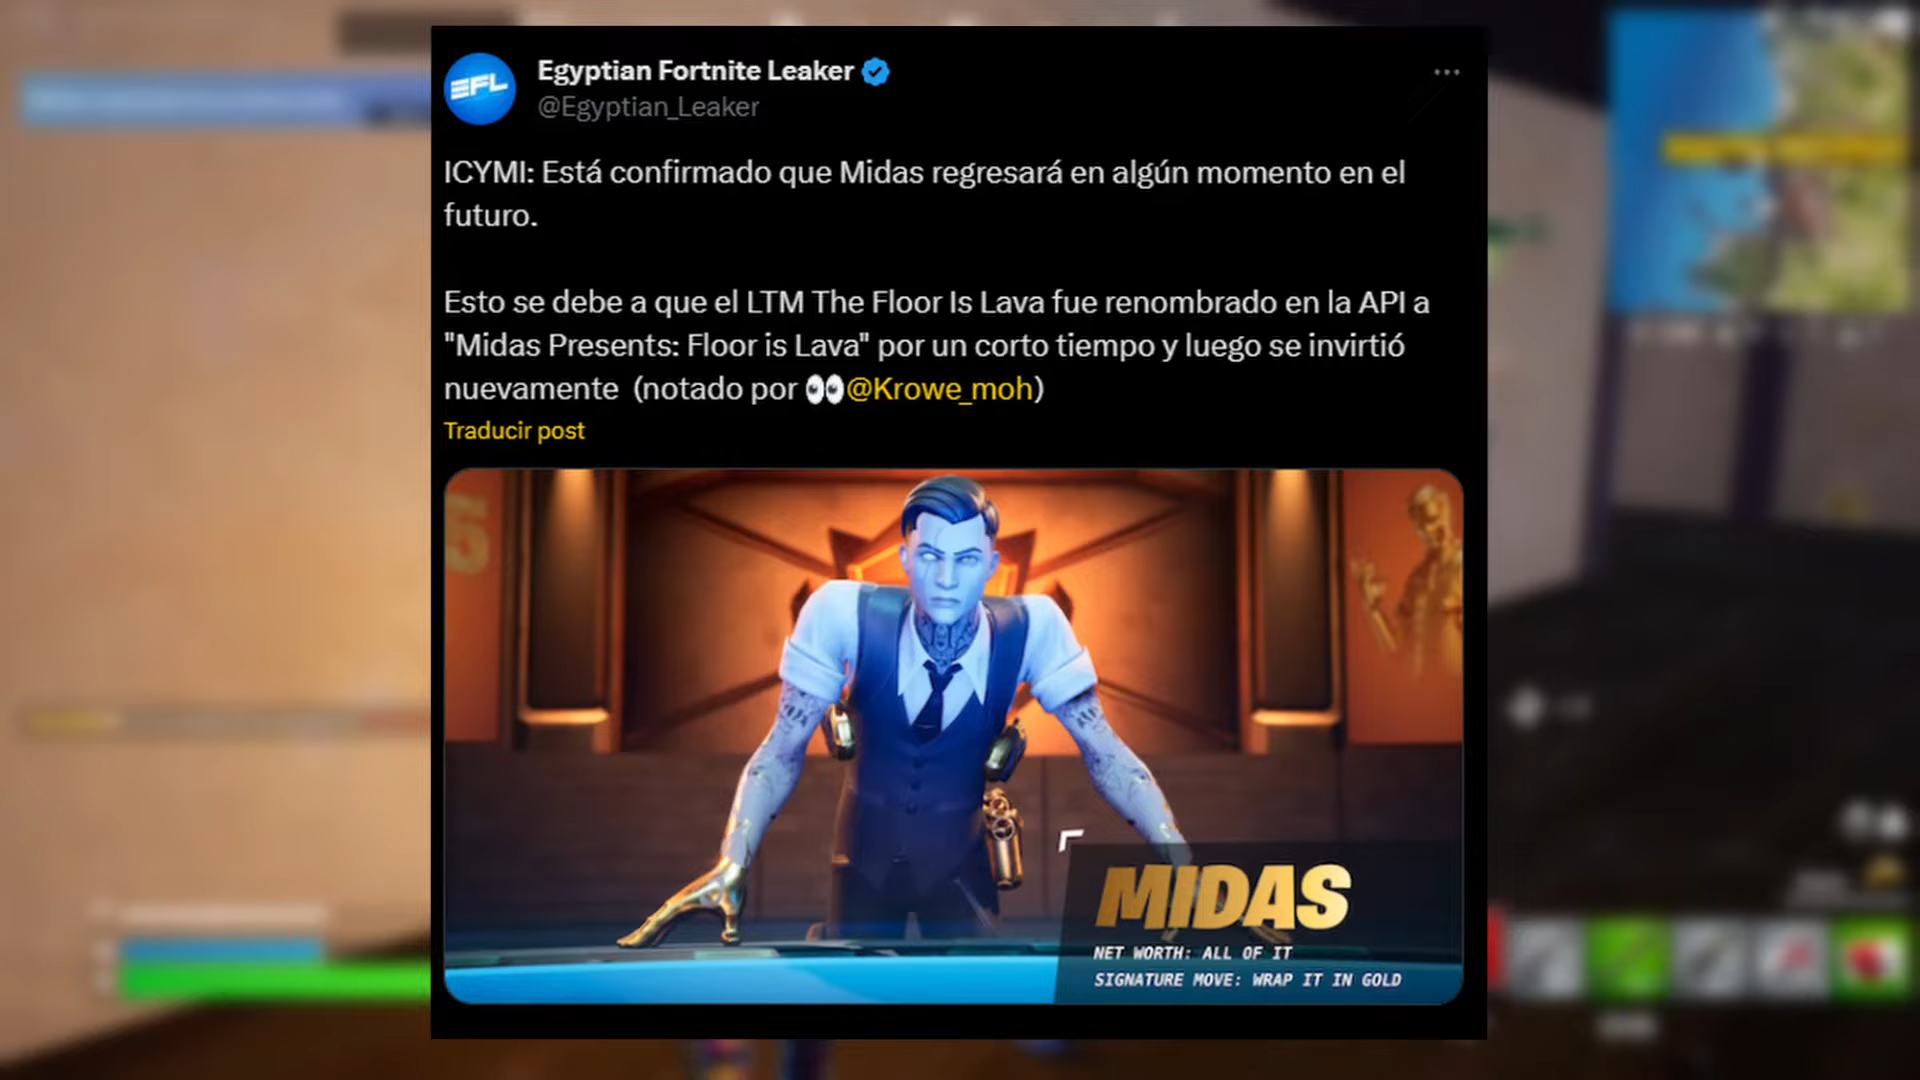 EFL
Egyptian Fortnite Leaker
@Egyptian_Leaker
ICYMI: Está confirmado que Midas regresará en algún momento en el
futuro.
Esto se debe a que el LTM The Floor Is Lava fue renombrado en la API a
"Midas Presents: Floor is Lava" por un corto tiempo y luego se invirtió
nuevamente (notado por 👀@Krowe_moh)
Traducir post
5
MIDAS
NET WORTH: ALL OF IT
SIGNATURE MOVE: WRAP IT IN GOLD